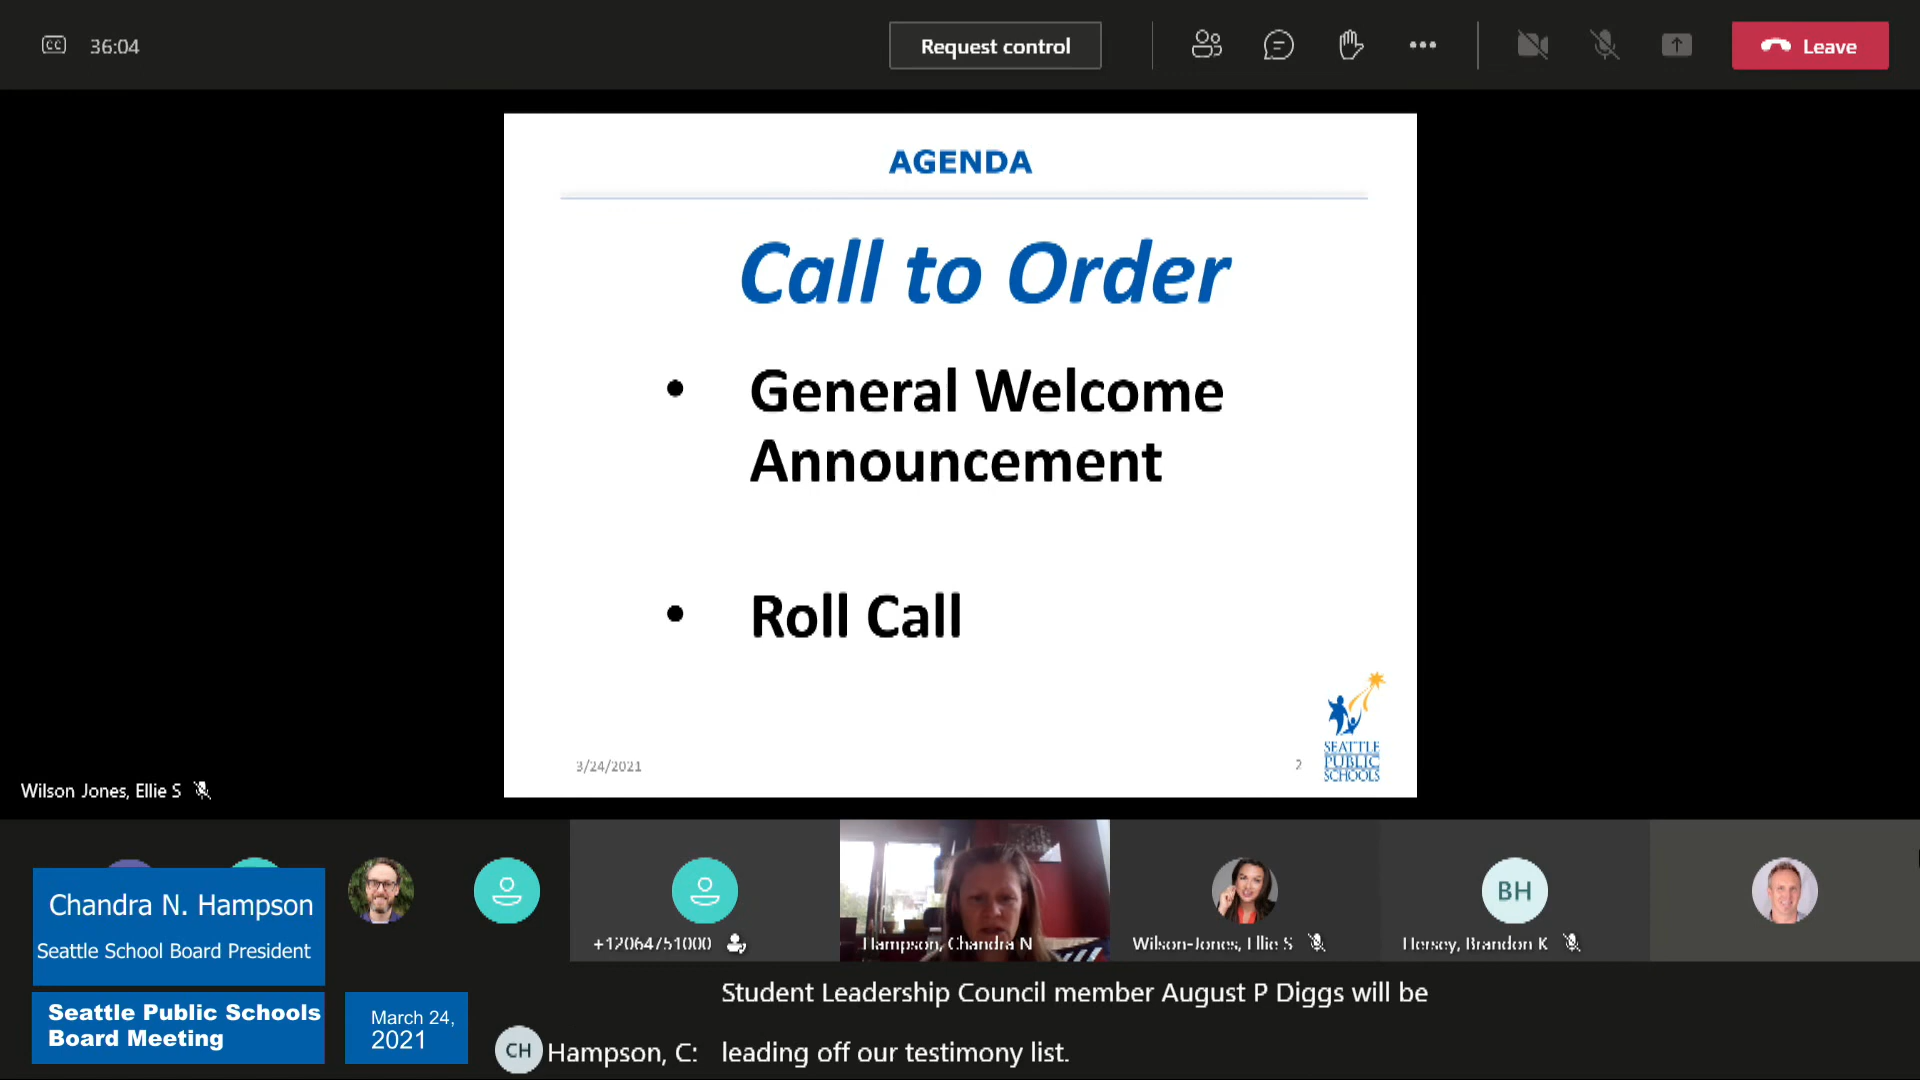 CC
36:04
Request control
Leave
AGENDA
Call to Order
• General Welcome
Announcement
• Roll Call
3/24/2021
2
SEATTLE
PUBLIC
SCHOOLS
Wilson Jones, Ellie S
BH
+12064751000
Hampson, Chandra N
Wilson-Jones, Ellie S
Hersey, Brandon K
Chandra N. Hampson
Seattle School Board President
Seattle Public Schools
Board Meeting
March 24,
2021
Student Leadership Council member August P Diggs will be
CH
Hampson, C: leading off our testimony list.